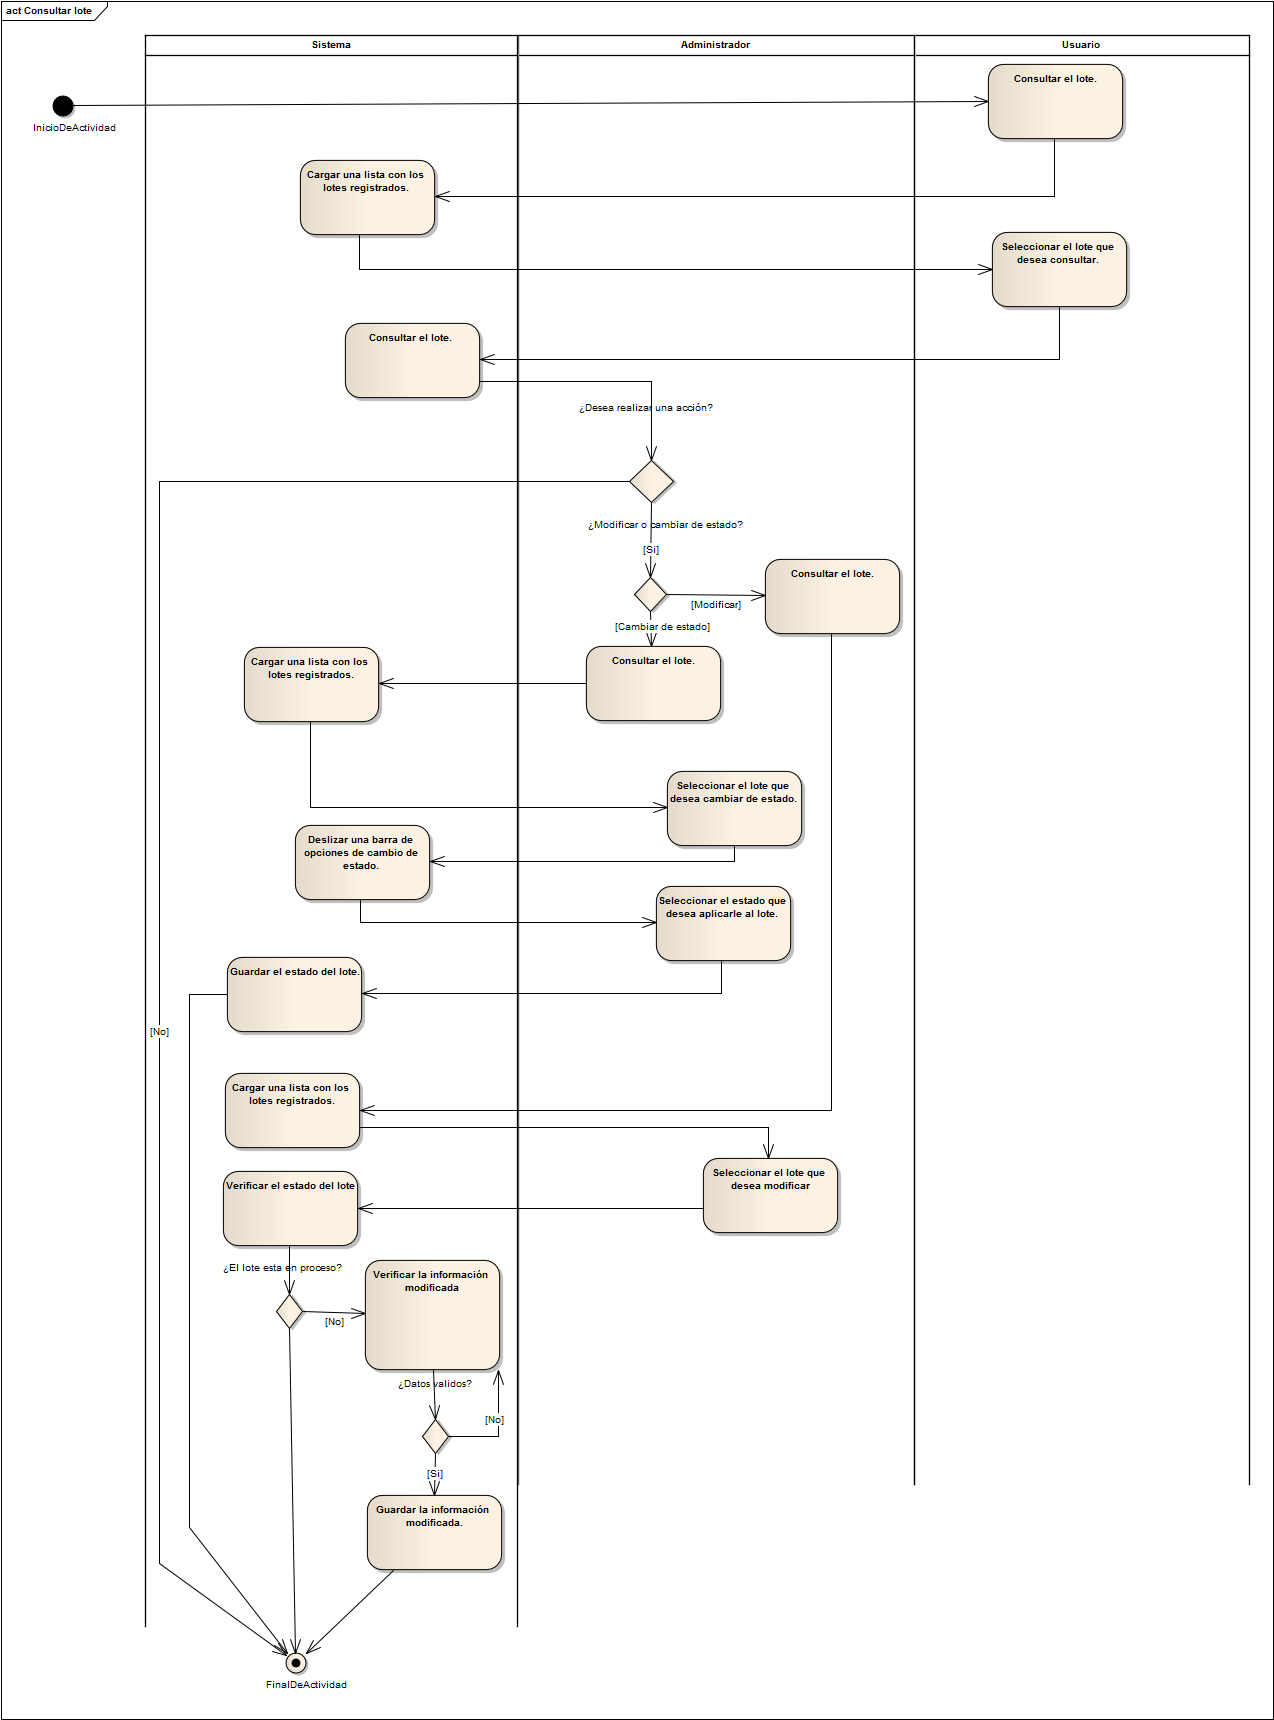 act Consultar lote
Sistema
Administrador
Usuario
Consultar el lote.
InicioDeActividad
Cargar una lista con los
lotes registrados.
Seleccionar el lote que
desea consultar.
Consultar el lote.
¿Desea realizar una acción?
¿Modificar o cambiar de estado?
[Si]
Consultar el lote.
[Modificar]
[Cambiar de estado]
Consultar el lote.
Cargar una lista con los
lotes registrados.
Seleccionar el lote que
desea cambiar de estado.
Deslizar una barra de
opciones de cambio de
estado.
Seleccionar el estado que
desea aplicarle al lote.
Guardar el estado del lote.
[No]
Cargar una lista con los
lotes registrados.
Seleccionar el lote que
desea modificar
Verificar el estado del lote
¿El lote esta en proceso?
Verificar la información
modificada
[No]
¿Datos validos?
[No]
[Si]
Guardar la información
modificada.
FinalDeActividad